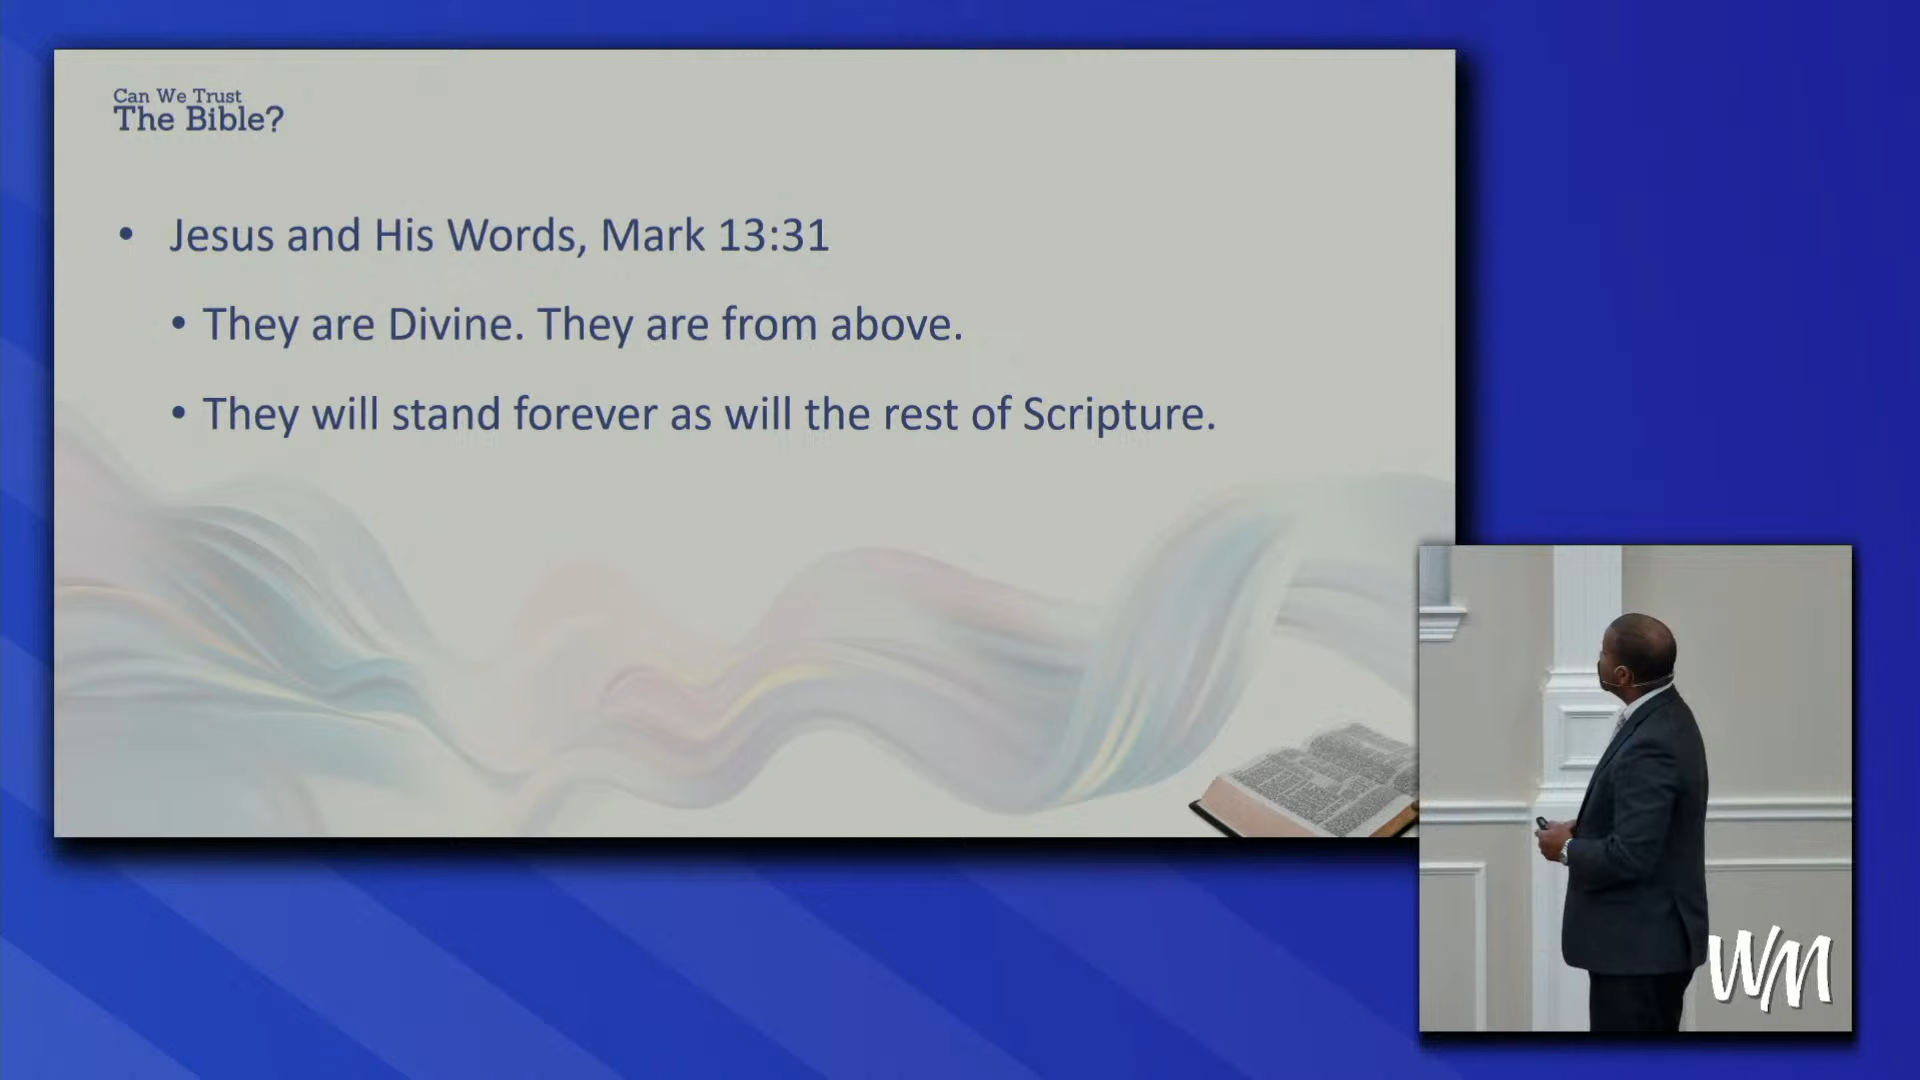 Can We Trust
The Bible?
• Jesus and His Words, Mark 13:31
• They are Divine. They are from above.
• They will stand forever as will the rest of Scripture.
WM